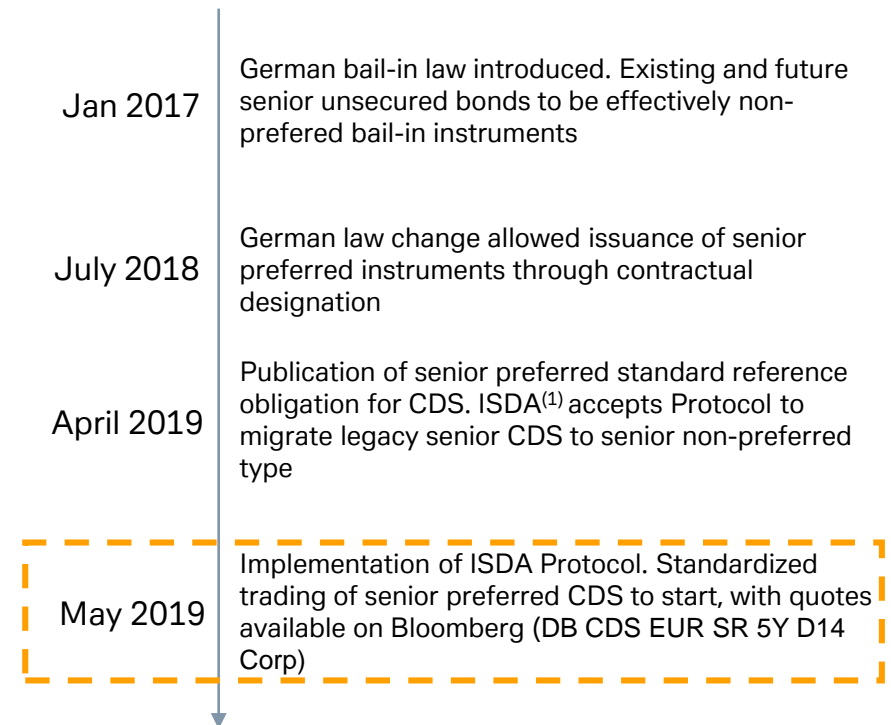 Jan 2017
German bail-in law introduced. Existing and future
senior unsecured bonds to be effectively non-
prefered bail-in instruments
July 2018
German law change allowed issuance of senior
preferred instruments through contractual
designation
April 2019
Publication of senior preferred standard reference
obligation for CDS. ISDA(1) accepts Protocol to
migrate legacy senior CDS to senior non-preferred
type
May 2019
Implementation of ISDA Protocol. Standardized
trading of senior preferred CDS to start, with quotes
available on Bloomberg (DB CDS EUR SR 5Y D14
Corp)